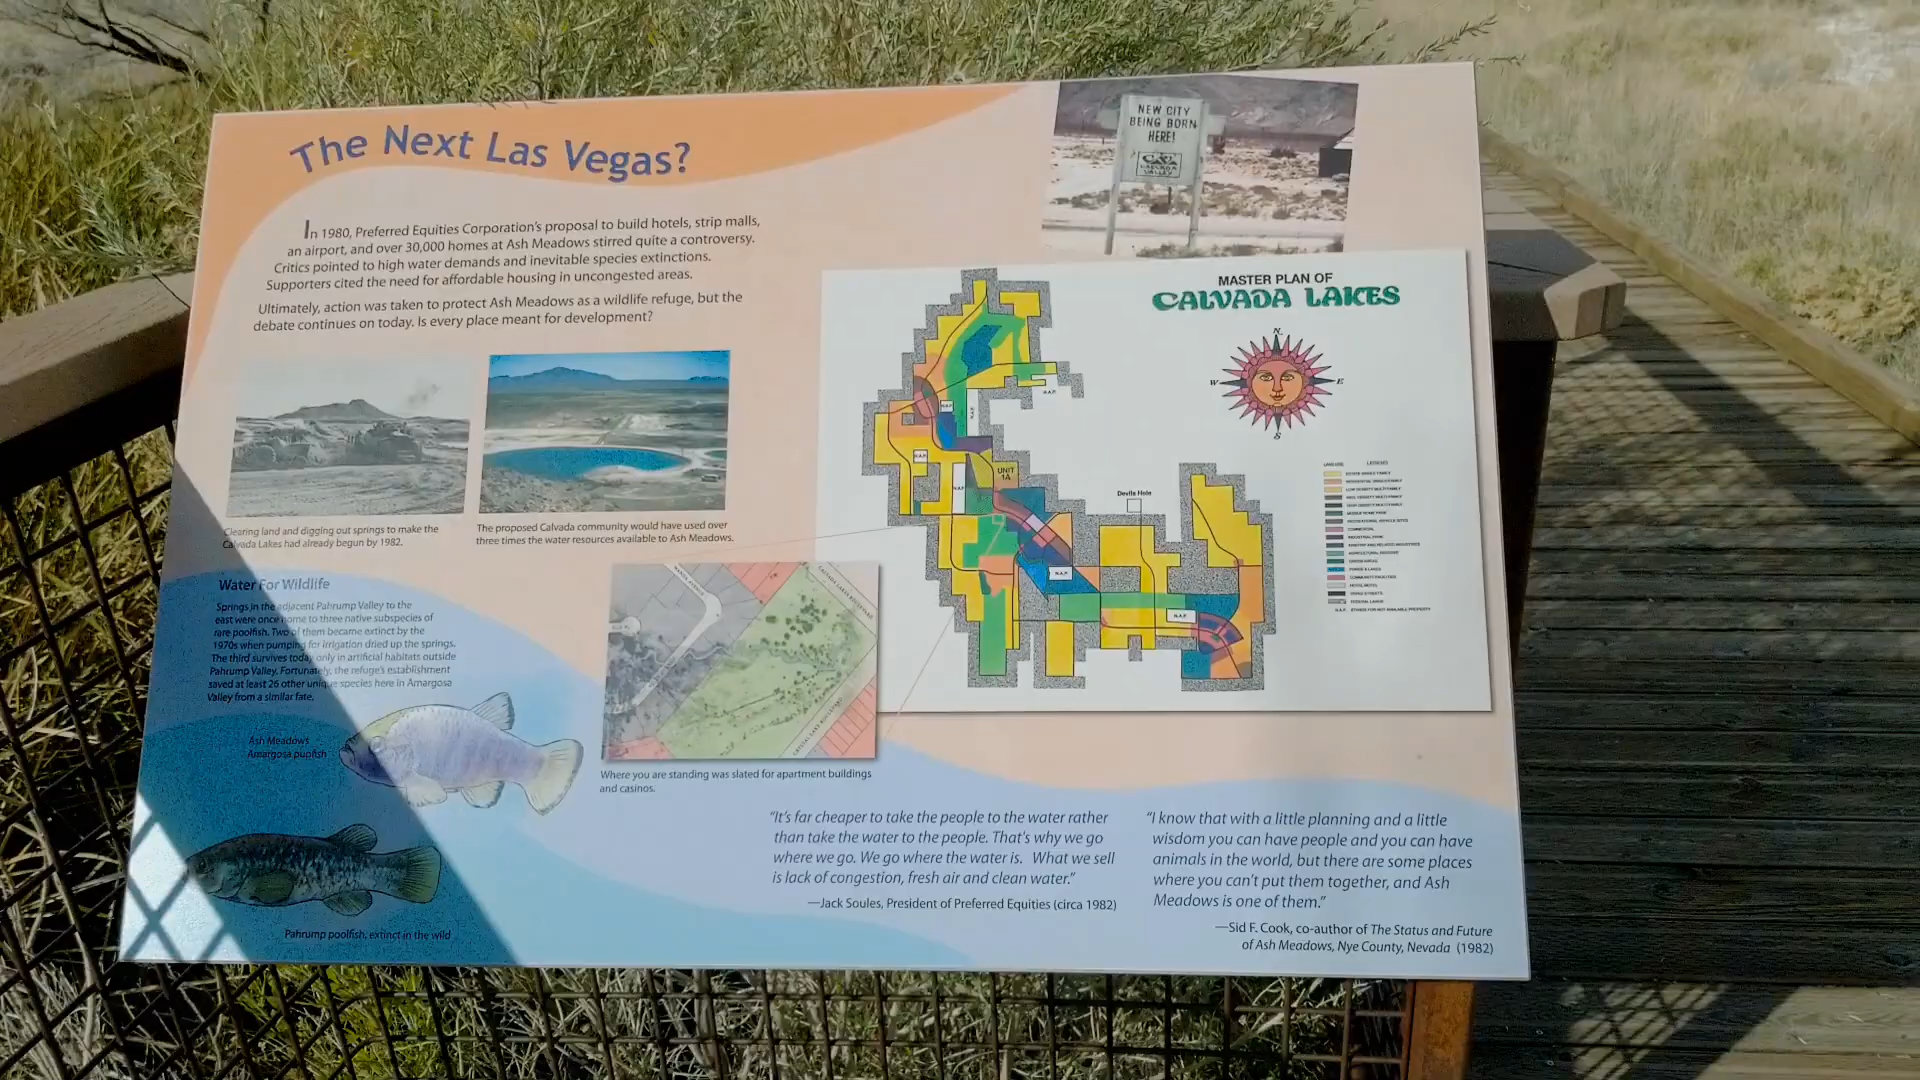 The Next Las Vegas?
In 1980, Preferred Equities Corporation's proposal to build hotels, strip malls,
an airport, and over 30,000 homes at Ash Meadows stirred quite a controversy.
Critics pointed to high water demands and inevitable species extinctions.
Supporters cited the need for affordable housing in uncongested areas.
Ultimately, action was taken to protect Ash Meadows as a wildlife refuge, but the
debate continues on today. Is every place meant for development?
Clearing land and digging out springs to make the
Calvada Lakes had already begun by 1982.
The proposed Calvada community would have used over
three times the water resources available to Ash Meadows.
Water For Wildlife
Springs in the adjacent Pahrump Valley to the
east were once home to three native subspecies of
rare poolfish. Two of them became extinct by the
1970s when pumping for irrigation dried up the springs.
The third survives today only in artificial habitats outside
Pahrump Valley. Fortunately, the refuge's establishment
saved at least 26 other unique species here in Amargosa
Valley from a similar fate.
Ash Meadows
Amargosa pupfish
Pahrump poolfish, extinct in the wild
NEW CITY
BEING BORN
HERE!
CALVADA
VALLEY
MASTER PLAN OF
CALVADA LAKES
N
W
E
S
N.A.P.
N.A.P.
N.A.P.
N.A.P.
N.A.P.
UNIT
1A
Devils Hole
N.A.P.
N.A.P.
LAND USE LEGEND
COMMERCIAL
INDUSTRIAL PARK
COMMUNITY FACILITIES
FEDERAL LANDS
Where you are standing was slated for apartment buildings
and casinos.
"It's far cheaper to take the people to the water rather
than take the water to the people. That's why we go
where we go. We go where the water is. What we sell
is lack of congestion, fresh air and clean water."
—Jack Soules, President of Preferred Equities (circa 1982)
"I know that with a little planning and a little
wisdom you can have people and you can have
animals in the world, but there are some places
where you can't put them together, and Ash
Meadows is one of them."
—Sid F. Cook, co-author of The Status and Future
of Ash Meadows, Nye County, Nevada (1982)